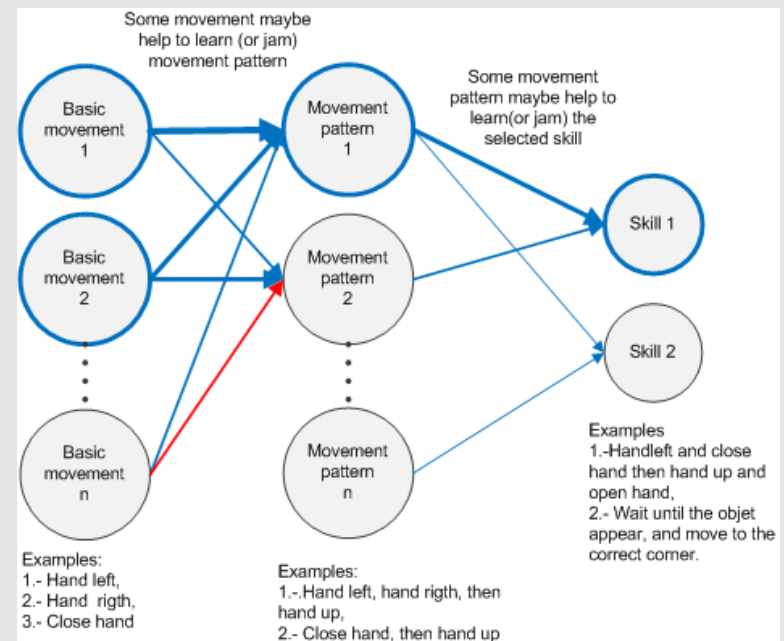 Some movement maybe
help to learn (or jam)
movement pattern
Some movement
pattern maybe help to
learn(or jam) the
selected skill
Basic
movement
1
Movement
pattern
1
Basic
movement
2
Movement
pattern
2
Skill 1
Skill 2
Basic
movement
n
Movement
pattern
n
Examples:
1.- Hand left,
2.- Hand rigth,
3.- Close hand
Examples:
1.-.Hand left, hand rigth, then
hand up,
2.- Close hand, then hand up
Examples
1.-Handleft and close
hand then hand up and
open hand,
2.- Wait until the objet
appear, and move to the
correct corner.